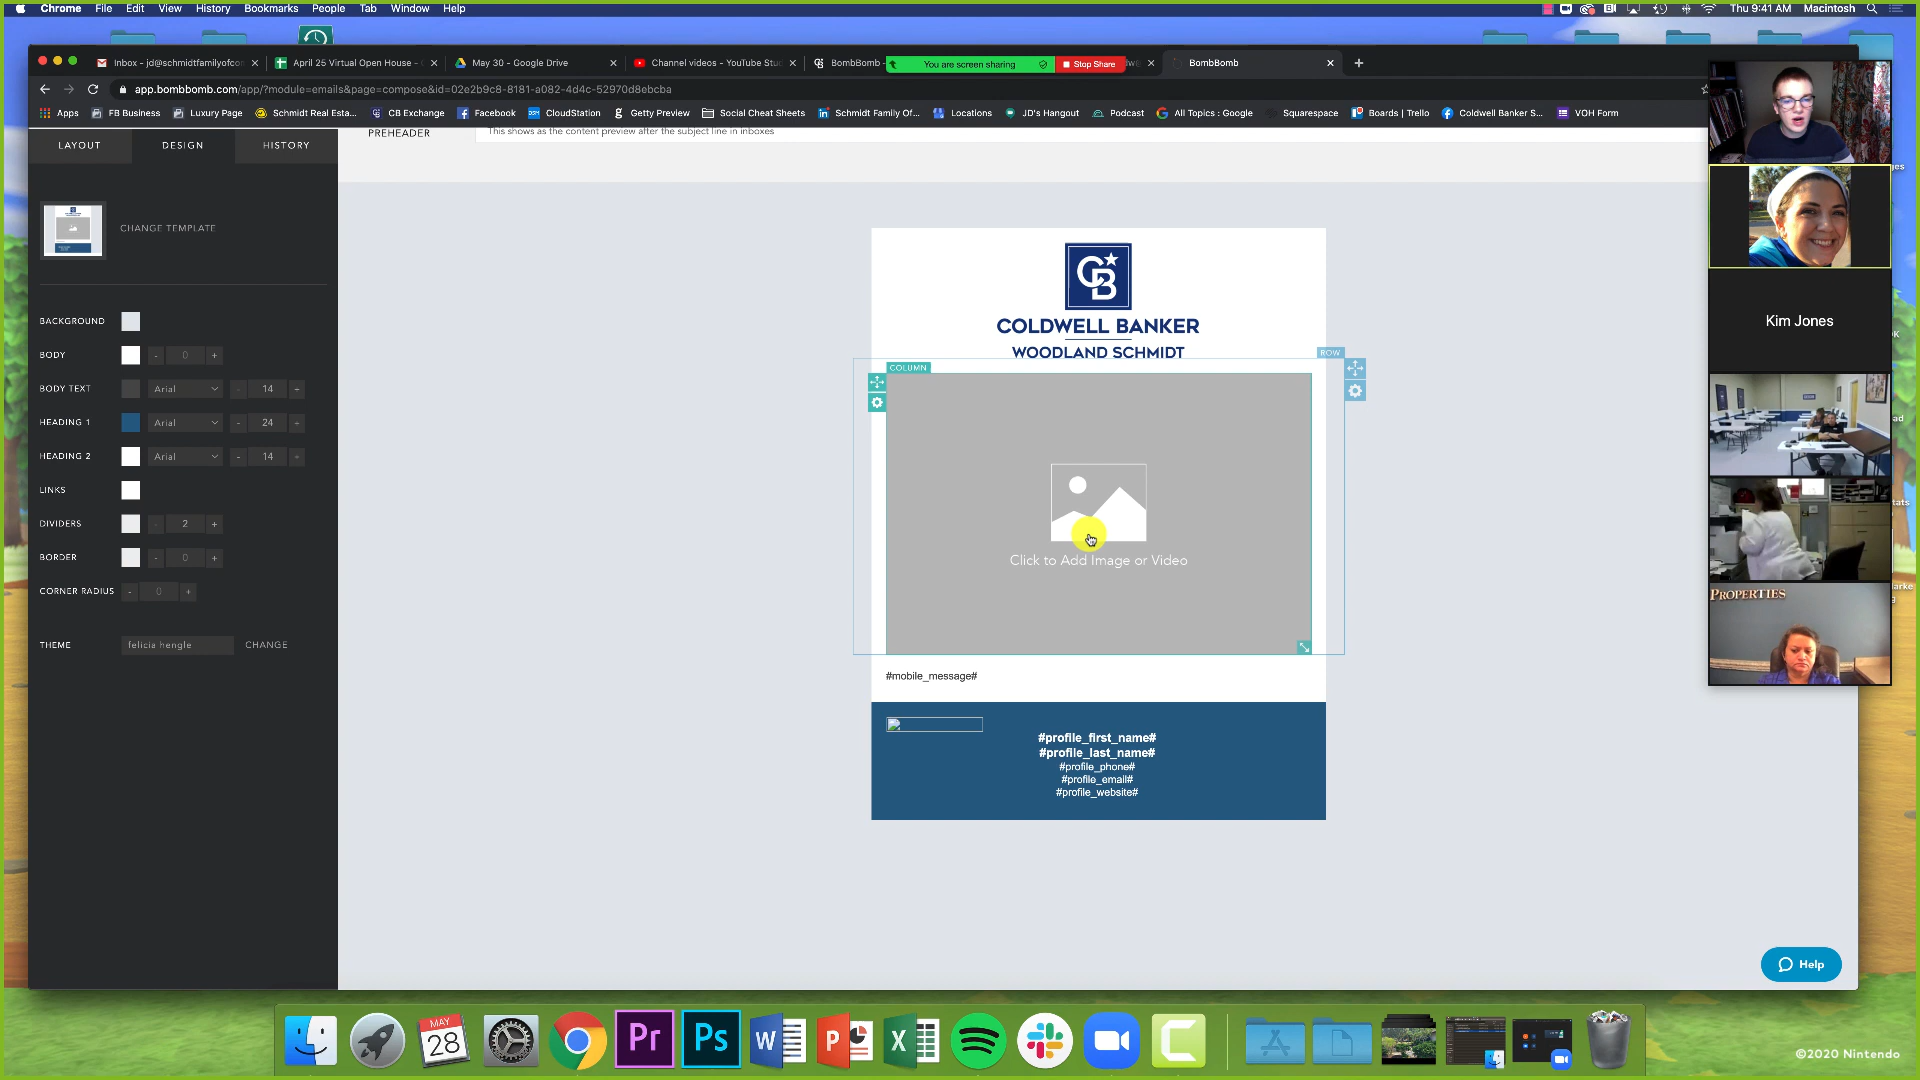 Chrome File Edit View History Bookmarks People Tab Window Help
Thu 9:41 AM Macintosh
Inbox - jd@schmidtfamilyofcon
April 25 Virtual Open House -
May 30 - Google Drive
Channel videos - YouTube Stud
BombBomb -
You are screen sharing
Stop Share
BombBomb
app.bombbomb.com/app/?module=emails&page=compose&id=02e2b9c8-8181-a082-4d4c-52970d8ebcba
Apps FB Business Luxury Page Schmidt Real Esta... CB Exchange Facebook CloudStation Getty Preview Social Cheat Sheets Schmidt Family Of... Locations JD's Hangout Podcast All Topics : Google Squarespace Boards | Trello Coldwell Banker S... VOH Form
PREHEADER
This shows as the content preview after the subject line in inboxes
LAYOUT DESIGN HISTORY
CHANGE TEMPLATE
BACKGROUND
BODY - 0 +
BODY TEXT Arial - 14 +
HEADING 1 Arial - 24 +
HEADING 2 Arial - 14 +
LINKS
DIVIDERS - 2 +
BORDER - 0 +
CORNER RADIUS - 0 +
THEME felicia hengle CHANGE
CB
COLDWELL BANKER
WOODLAND SCHMIDT
ROW
COLUMN
Click to Add Image or Video
#mobile_message#
#profile_first_name#
#profile_last_name#
#profile_phone#
#profile_email#
#profile_website#
Kim Jones
PROPERTIES
Help
MAY
28
Pr
Ps
W
P
X
©2020 Nintendo